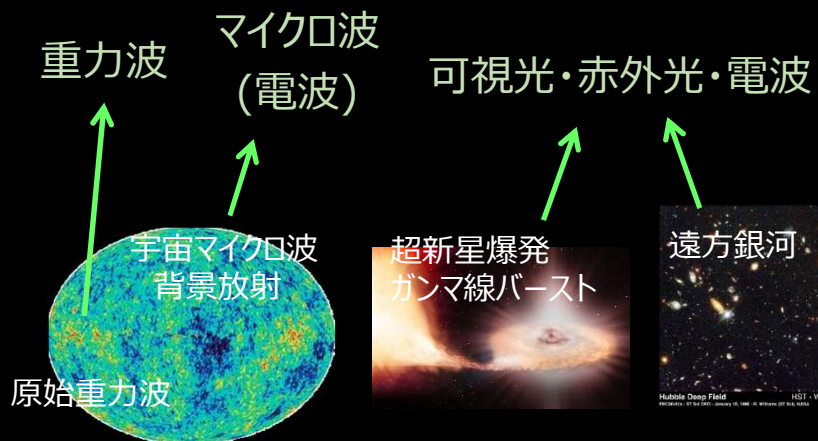 重力波
マイクロ波
(電波)
可視光・赤外光・電波
宇宙マイクロ波
背景放射
超新星爆発
ガンマ線バースト
遠方銀河
原始重力波
Hubble Deep Field
HST · W